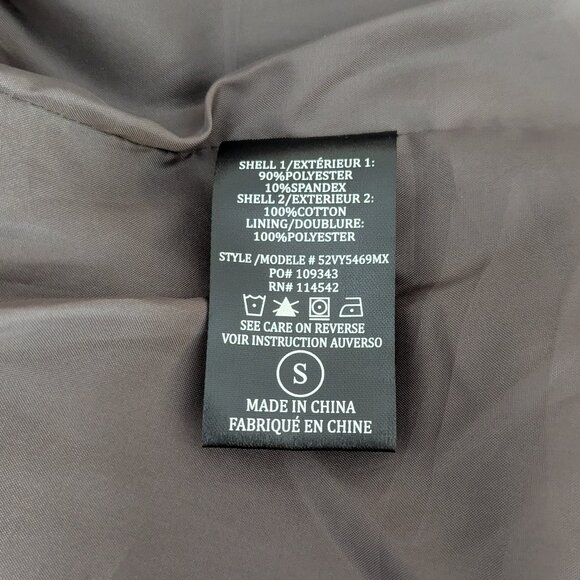 SHELL 1/EXTÉRIEUR 1:
90%POLYESTER
10%SPANDEX
SHELL 2/EXTERIEUR 2:
100%COTTON
LINING/DOUBLURE:
100%POLYESTER
STYLE /MODELE # 52VY5469MX
PO# 109343
RN# 114542
SEE CARE ON REVERSE
VOIR INSTRUCTION AUVERSO
S
MADE IN CHINA
FABRIQUÉ EN CHINE